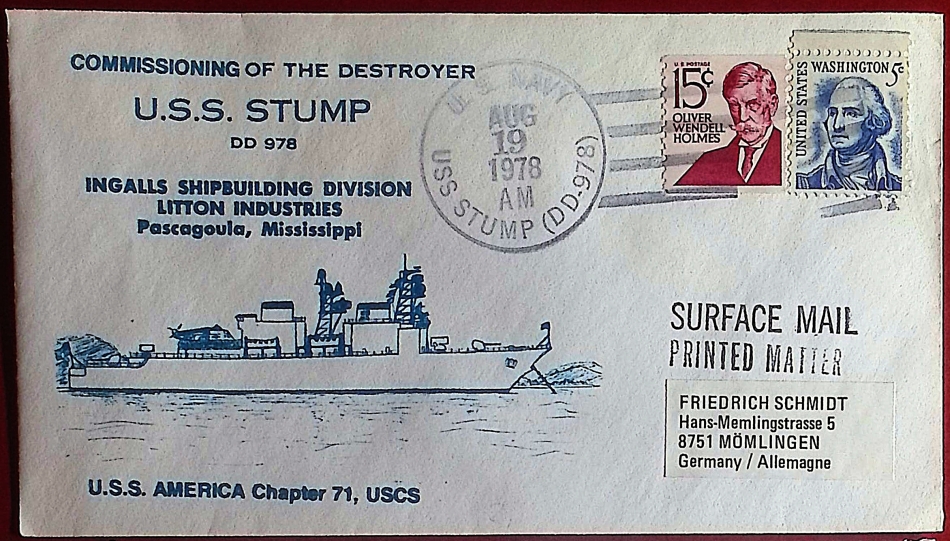 COMMISSIONING OF THE DESTROYER
U.S.S. STUMP
DD 978
INGALLS SHIPBUILDING DIVISION
LITTON INDUSTRIES
Pascagoula, Mississippi
U.S.S. AMERICA Chapter 71, USCS
U. S. NAVY
AUG
19
1978
AM
USS STUMP (DD-978)
U.S. POSTAGE
15¢
OLIVER
WENDELL
HOLMES
UNITED STATES
WASHINGTON 5¢
SURFACE MAIL
PRINTED MATTER
FRIEDRICH SCHMIDT
Hans-Memlingstrasse 5
8751 MÖMLINGEN
Germany / Allemagne